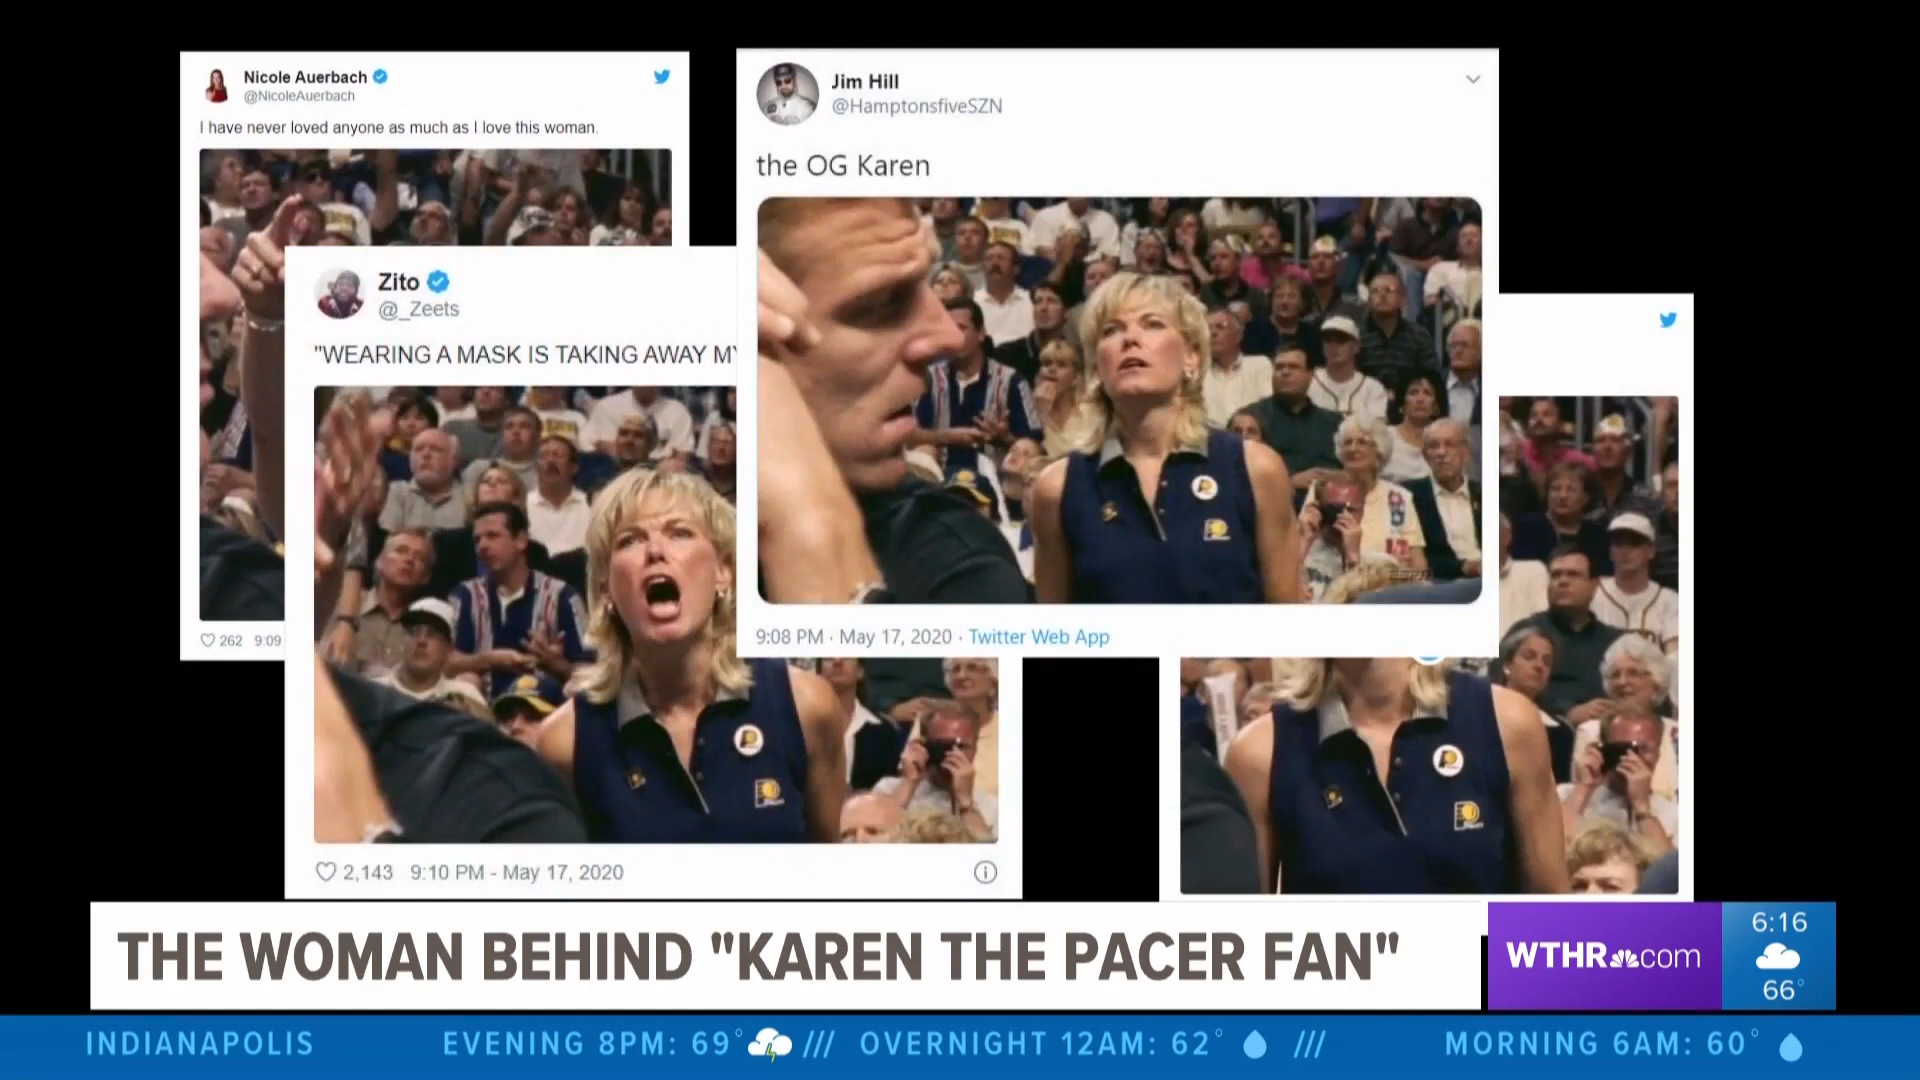 Nicole Auerbach
@NicoleAuerbach
I have never loved anyone as much as I love this woman.
262 9:09
Zito
@_Zeets
"WEARING A MASK IS TAKING AWAY MY
2,143 9:10 PM - May 17, 2020
Jim Hill
@HamptonsfiveSZN
the OG Karen
9:08 PM · May 17, 2020 · Twitter Web App
THE WOMAN BEHIND "KAREN THE PACER FAN"
WTHR.com
6:16
66°
INDIANAPOLIS EVENING 8PM: 69° /// OVERNIGHT 12AM: 62° /// MORNING 6AM: 60°